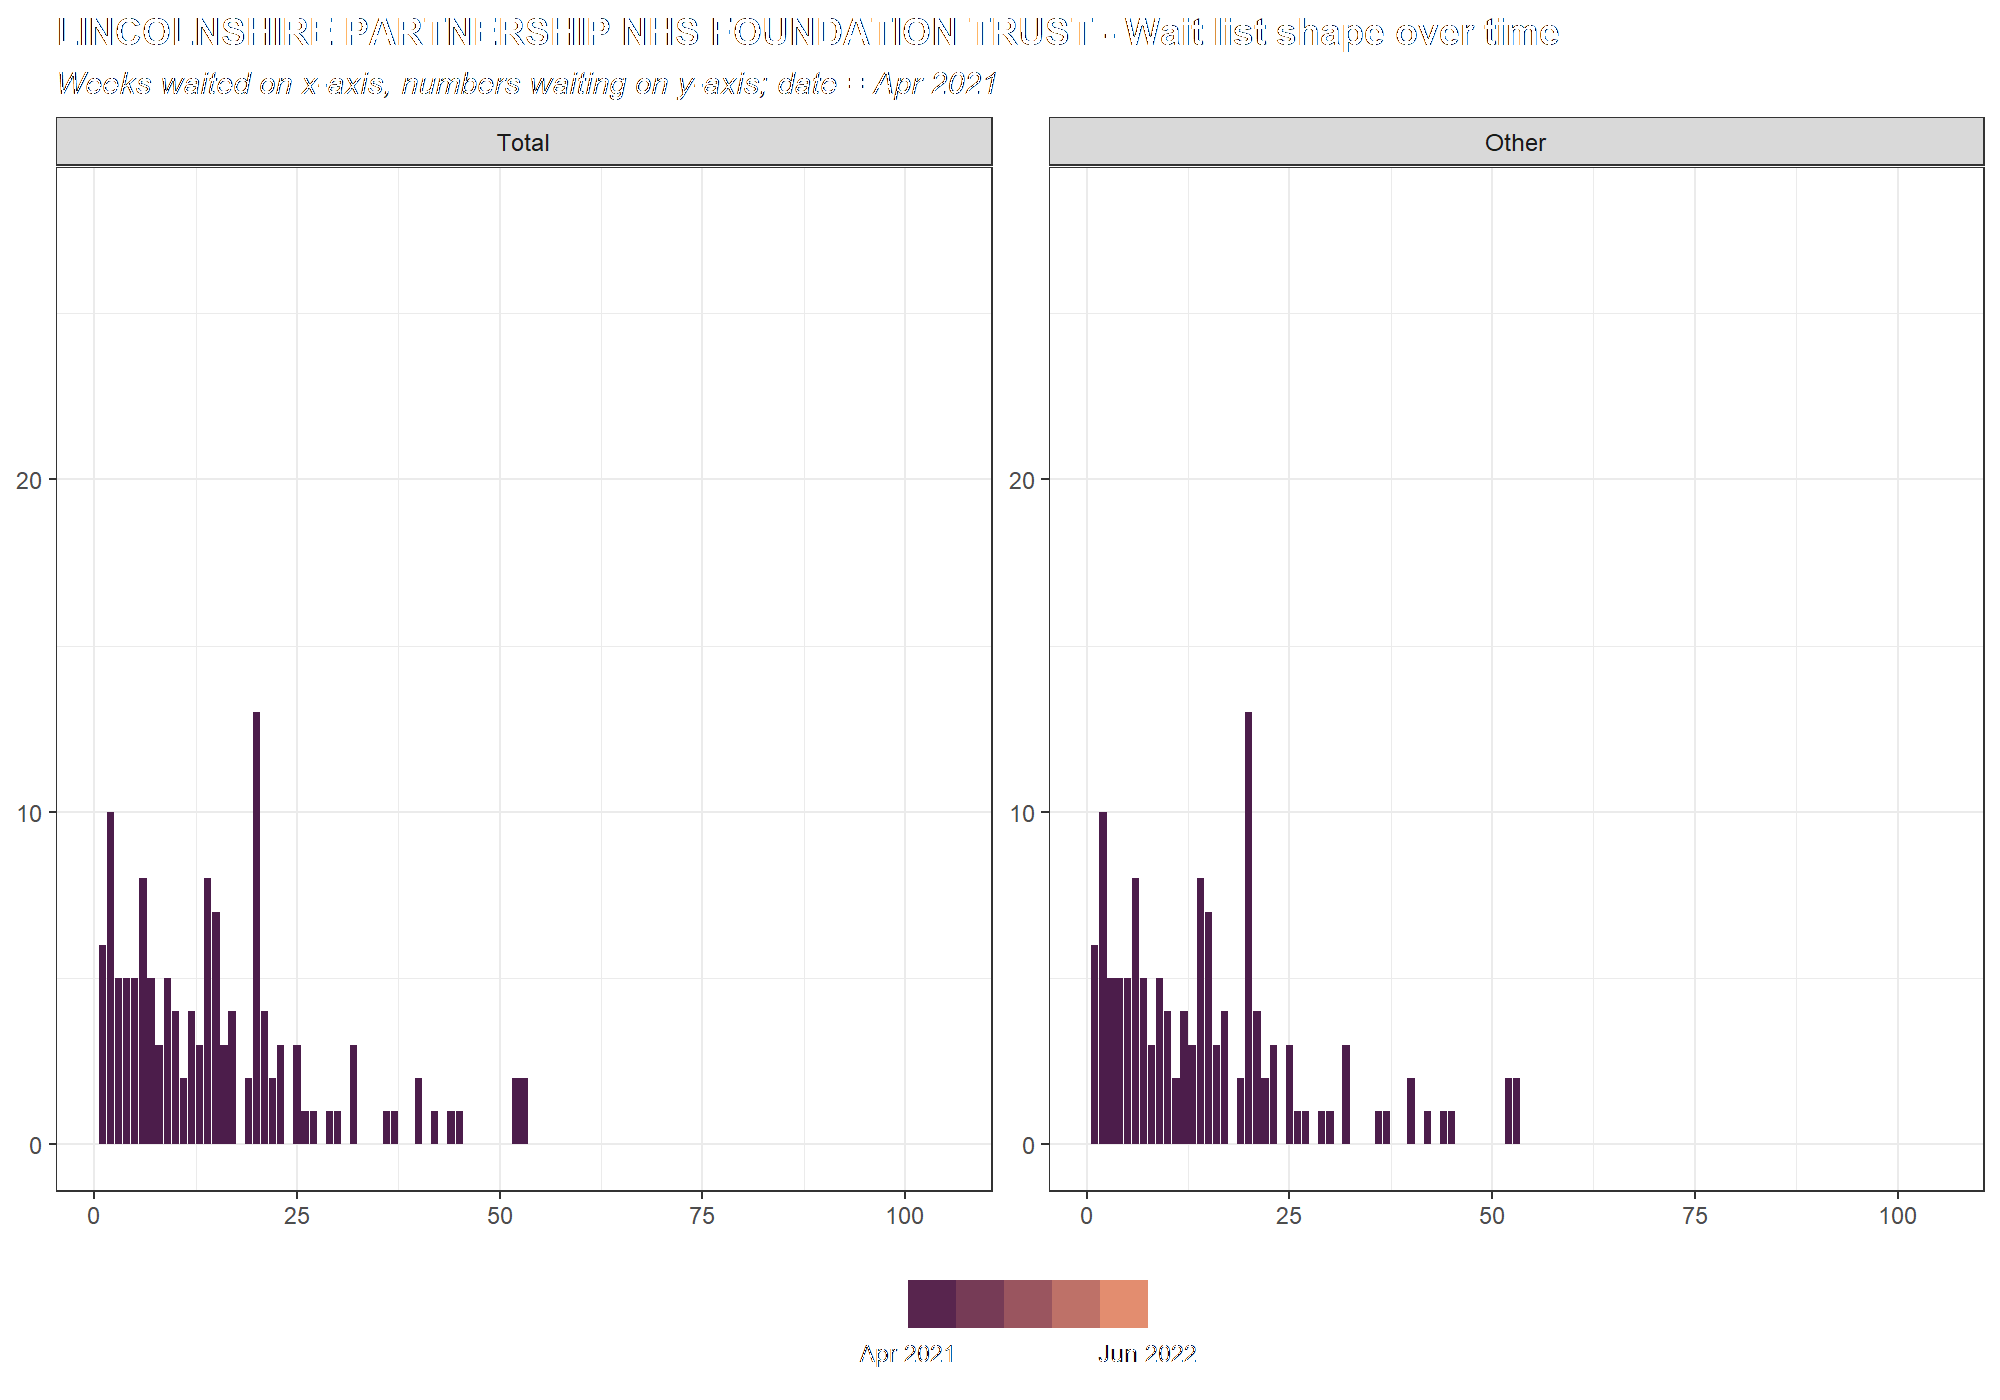 LINCOLNSHIRE PARTNERSHIP NHS FOUNDATION TRUST - Wait list shape over time
Weeks waited on x-axis, numbers waiting on y-axis; date = Apr 2021
Total
Other
20
10
0
0 25 50 75 100
20
10
0
0 25 50 75 100
Apr 2021 Jun 2022